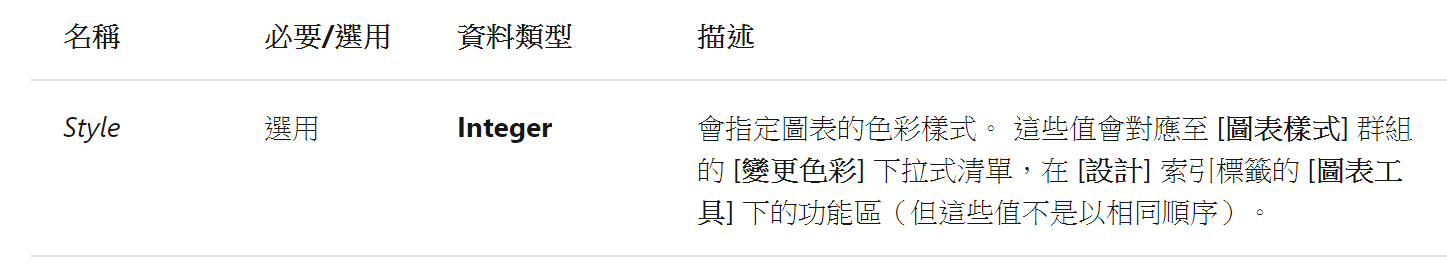 名稱 必要/選用 資料類型 描述
Style 選用 Integer 會指定圖表的色彩樣式。 這些值會對應至 [圖表樣式] 群組
的 [變更色彩] 下拉式清單，在 [設計] 索引標籤的 [圖表工
具] 下的功能區（但這些值不是以相同順序）。